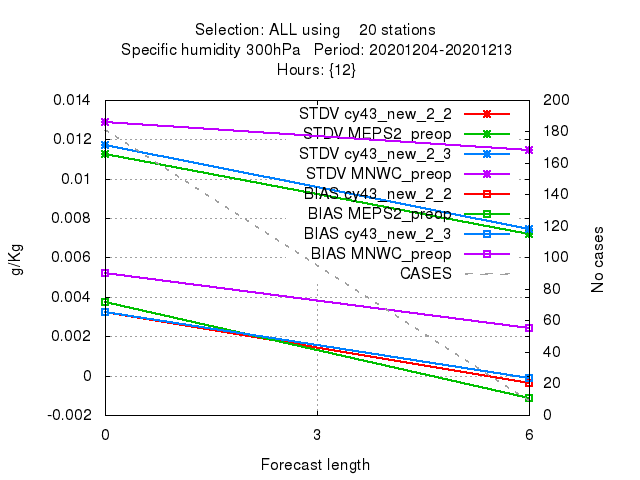 Selection: ALL using 20 stations
Specific humidity 300hPa Period: 20201204-20201213
Hours: {12}
0.014
0.012
0.01
0.008
0.006
0.004
0.002
0
-0.002
g/Kg
STDV cy43_new_2_2
STDV MEPS2_preop
STDV cy43_new_2_3
STDV MNWC_preop
BIAS cy43_new_2_2
BIAS MEPS2_preop
BIAS cy43_new_2_3
BIAS MNWC_preop
CASES
200
180
160
140
120
100
80
60
40
20
0
No cases
0 3 6
Forecast length